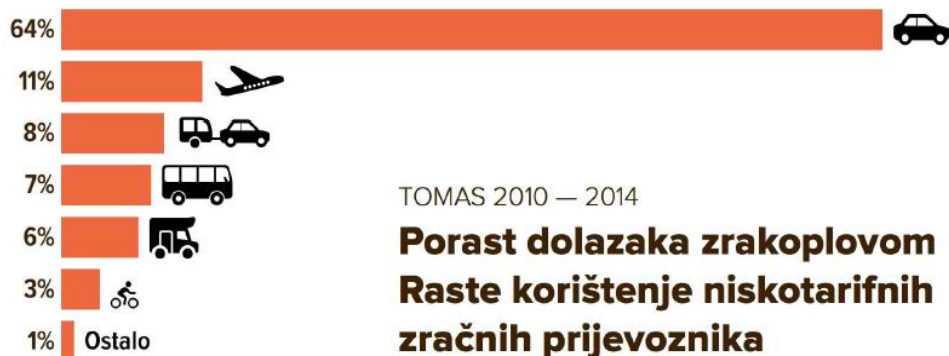 64%
11%
8%
7%
6%
3%
1% Ostalo
TOMAS 2010 — 2014
Porast dolazaka zrakoplovom
Raste korištenje niskotarifnih
zračnih prijevoznika